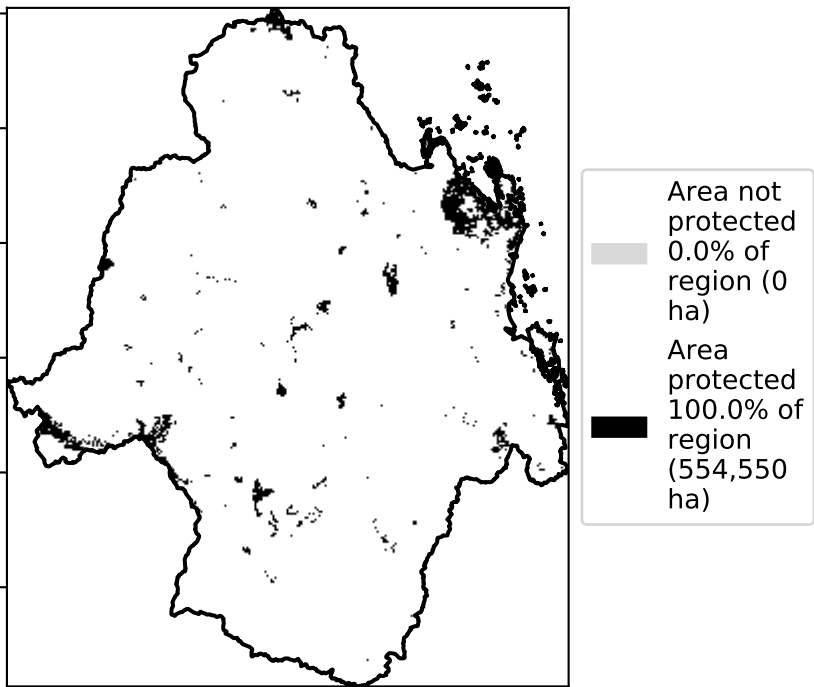 Area not
protected
0.0% of
region (0
ha)
Area
protected
100.0% of
region
(554,550
ha)